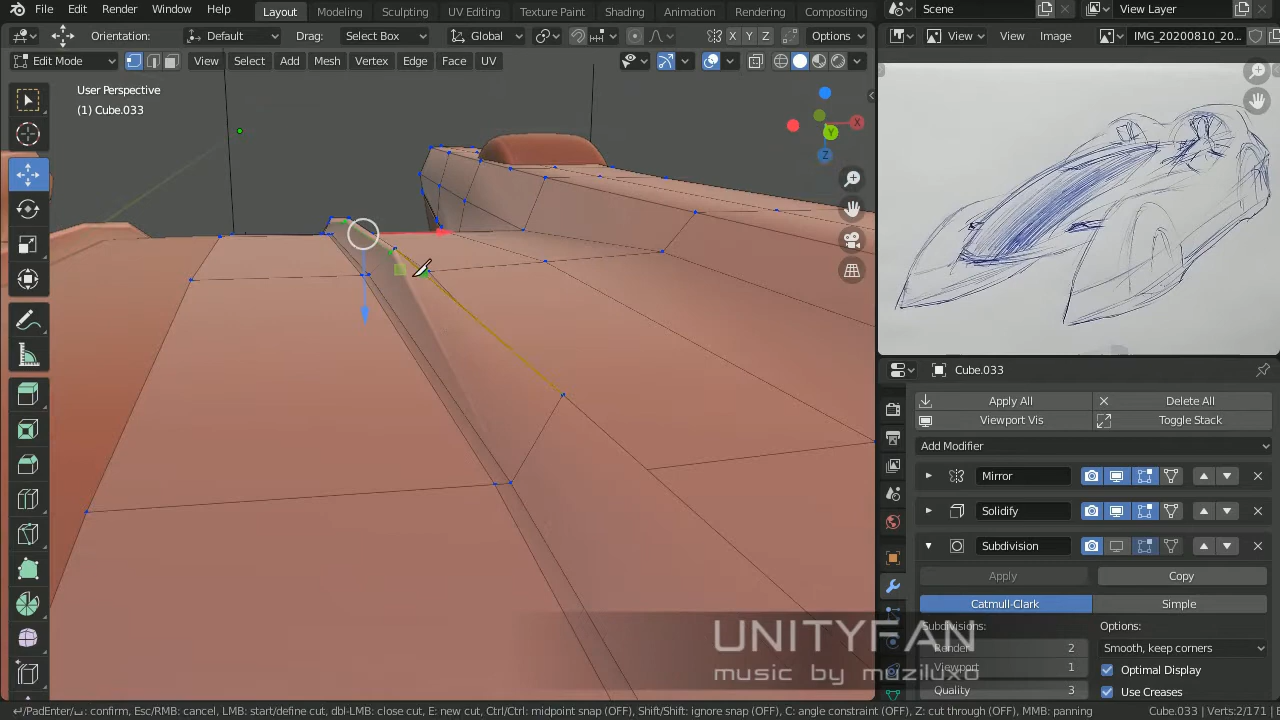 File Edit Render Window Help Layout Modeling Sculpting UV Editing Texture Paint Shading Animation Rendering Compositing Scene View Layer
Orientation: Default Drag: Select Box Global X Y Z Options View View Image IMG_20200810_20...
Edit Mode View Select Add Mesh Vertex Edge Face UV
User Perspective
(1) Cube.033
X
Y
Z
Cube.033
Apply All Delete All
Viewport Vis Toggle Stack
Add Modifier
Mirror
Solidify
Subdivision
Apply Copy
Catmull-Clark Simple
Subdivisions: Options:
Render 2 Smooth, keep corners
Viewport 1 Optimal Display
Quality 3 Use Creases
UNITYFAN
music by muziluxo
/PadEnter/ : confirm, Esc/RMB: cancel, LMB: start/define cut, dbl-LMB: close cut, E: new cut, Ctrl/Ctrl: midpoint snap (OFF), Shift/Shift: ignore snap (OFF), C: angle constraint (OFF), Z: cut through (OFF), MMB: panning Cube.033 | Verts:2/171 | E